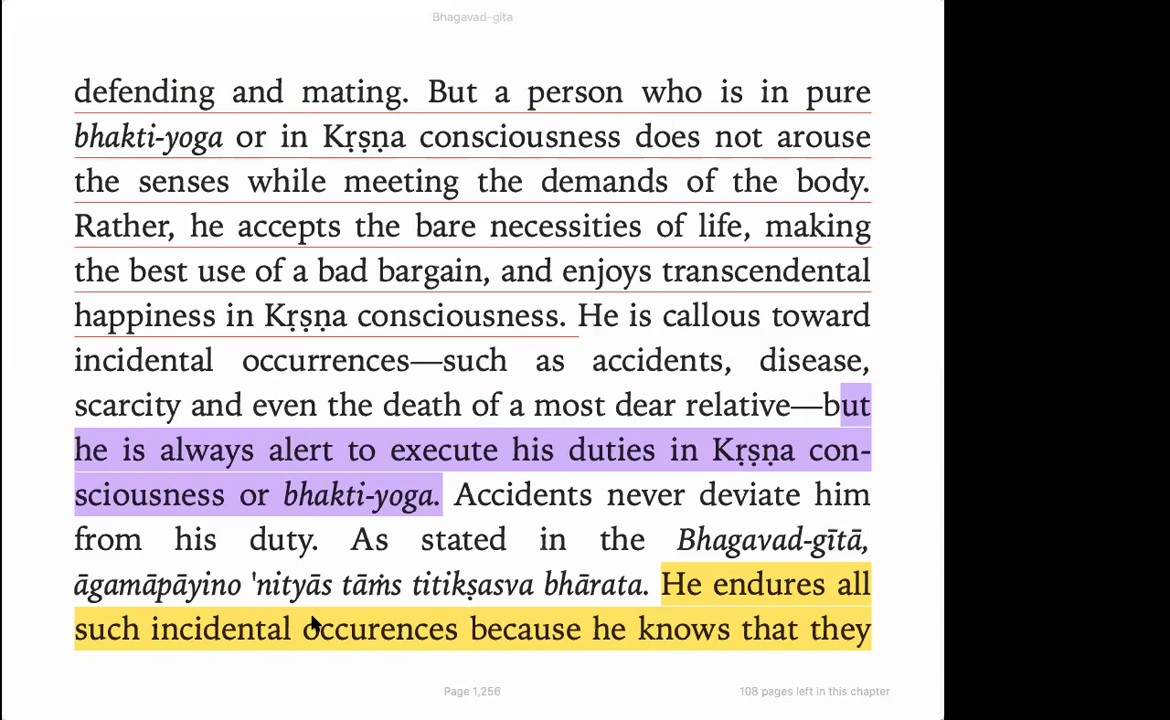 Bhagavad-gita
defending and mating. But a person who is in pure
bhakti-yoga or in Kṛṣṇa consciousness does not arouse
the senses while meeting the demands of the body.
Rather, he accepts the bare necessities of life, making
the best use of a bad bargain, and enjoys transcendental
happiness in Kṛṣṇa consciousness. He is callous toward
incidental occurrences—such as accidents, disease,
scarcity and even the death of a most dear relative—but
he is always alert to execute his duties in Kṛṣṇa con-
sciousness or bhakti-yoga. Accidents never deviate him
from his duty. As stated in the Bhagavad-gītā,
āgamāpāyino 'nityās tāṁs titikṣasva bhārata. He endures all
such incidental occurences because he knows that they
Page 1,256
108 pages left in this chapter